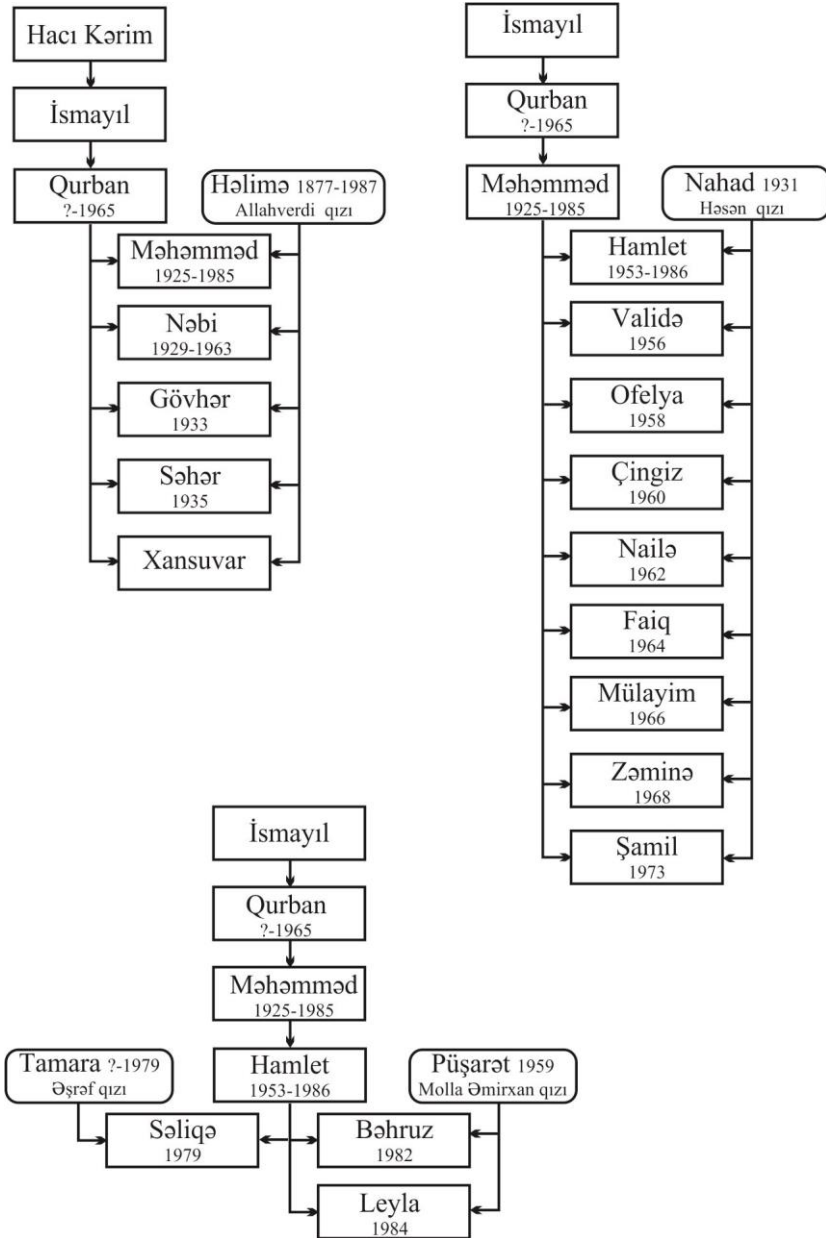 Hacı Kərim
İsmayıl
Qurban
?-1965
Həlimə 1877-1987
Allahverdi qızı
Məhəmməd
1925-1985
Nəbi
1929-1963
Gövhər
1933
Səhər
1935
Xansuvar
İsmayıl
Qurban
?-1965
Məhəmməd
1925-1985
Nahad 1931
Həsən qızı
Hamlet
1953-1986
Validə
1956
Ofelya
1958
Çingiz
1960
Nailə
1962
Faiq
1964
Mülayim
1966
Zəminə
1968
Şamil
1973
İsmayıl
Qurban
?-1965
Məhəmməd
1925-1985
Tamara ?-1979
Əşrəf qızı
Hamlet
1953-1986
Püşarət 1959
Molla Əmirxan qızı
Səliqə
1979
Bəhruz
1982
Leyla
1984